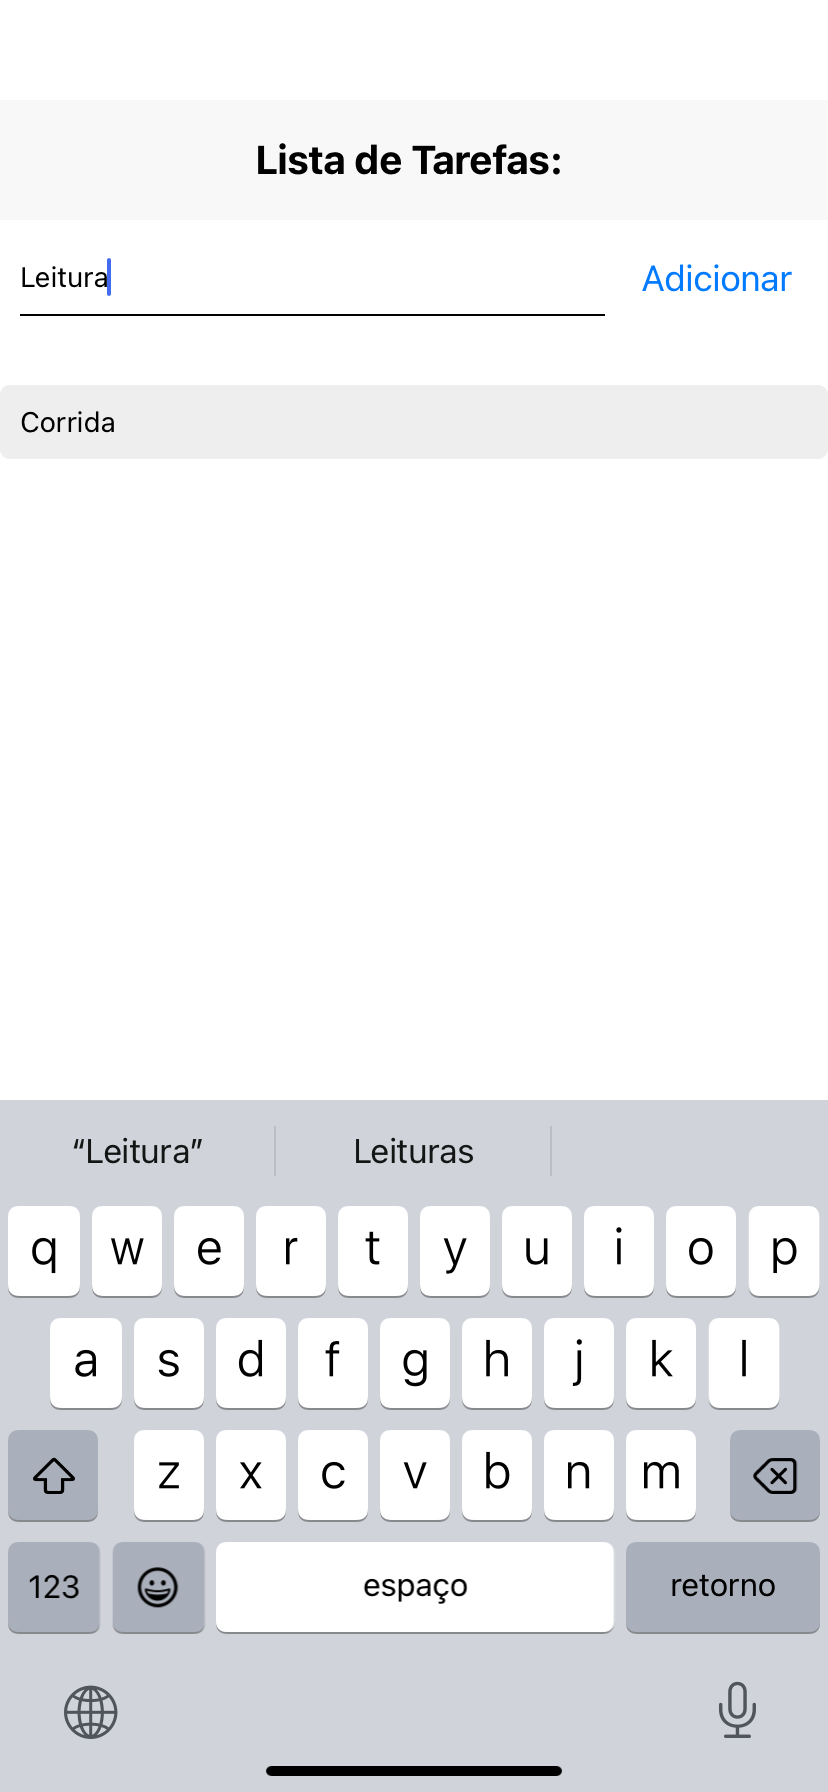 Lista de Tarefas:
Leitura
Adicionar
Corrida
“Leitura” Leituras
q w e r t y u i o p
a s d f g h j k l
z x c v b n m
123 espaço retorno